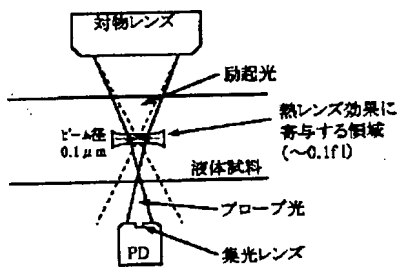 対物レンズ
励起光
熱レンズ効果に
寄与する領域
(~0.1fl)
ビーム径
0.1μm
液体試料
プローブ光
集光レンズ
PD